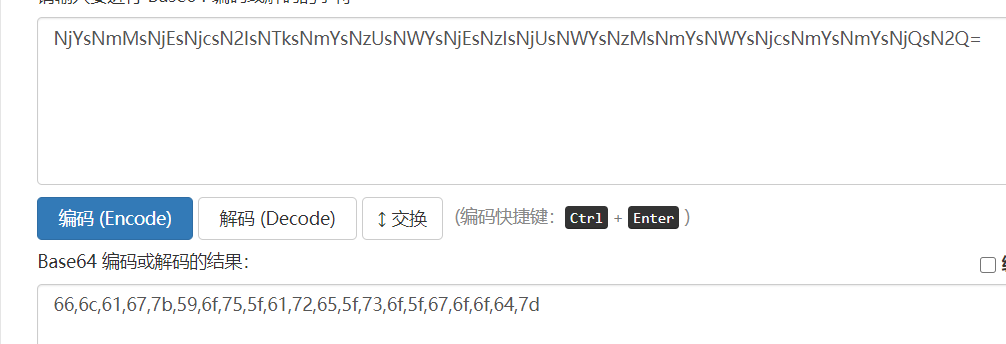 NjYsNmMsNjEsNjcsN2IsNTksNmYsNzUsNWYsNjEsNzIsNjUsNWYsNzMsNmYsNWYsNjcsNmYsNmYsNjQsN2Q=
编码 (Encode) 解码 (Decode) ↕ 交换 (编码快捷键: Ctrl + Enter )
Base64 编码或解码的结果:
66,6c,61,67,7b,59,6f,75,5f,61,72,65,5f,73,6f,5f,67,6f,6f,64,7d